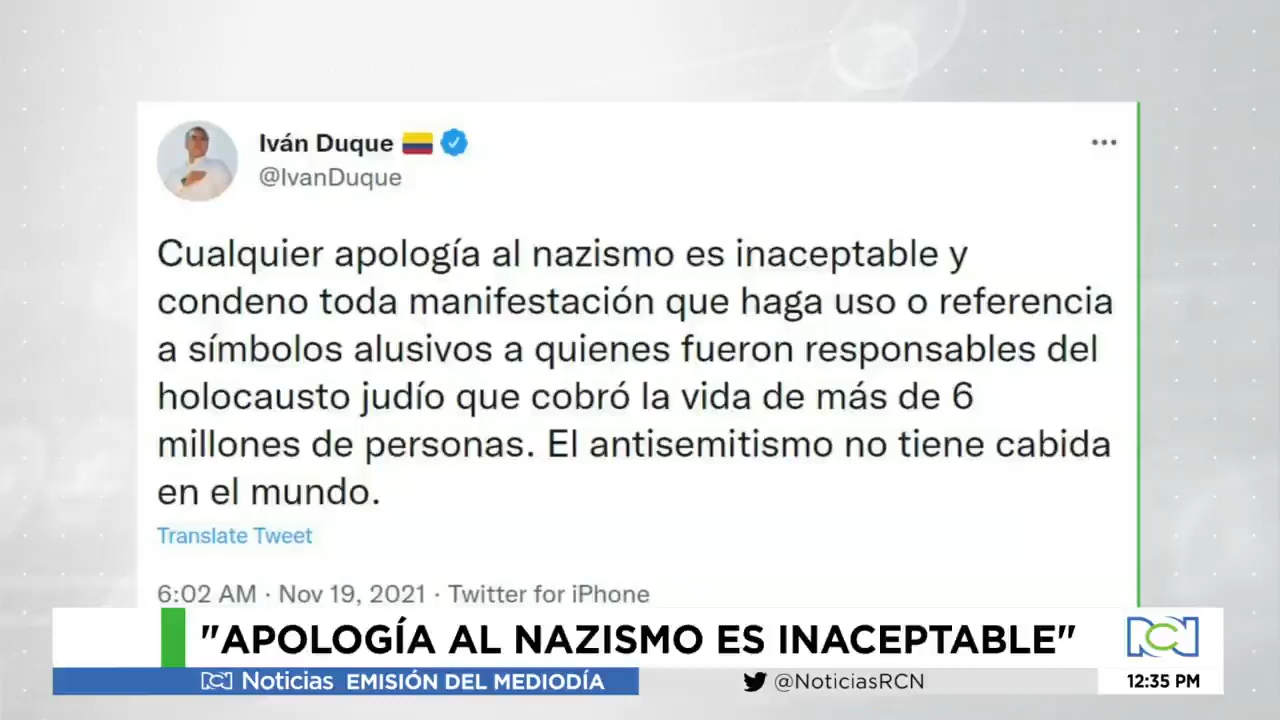 Iván Duque
@IvanDuque
Cualquier apología al nazismo es inaceptable y
condeno toda manifestación que haga uso o referencia
a símbolos alusivos a quienes fueron responsables del
holocausto judío que cobró la vida de más de 6
millones de personas. El antisemitismo no tiene cabida
en el mundo.
Translate Tweet
6:02 AM · Nov 19, 2021 · Twitter for iPhone
"APOLOGÍA AL NAZISMO ES INACEPTABLE"
RCN
RCN Noticias EMISIÓN DEL MEDIODÍA
@NoticiasRCN
12:35 PM